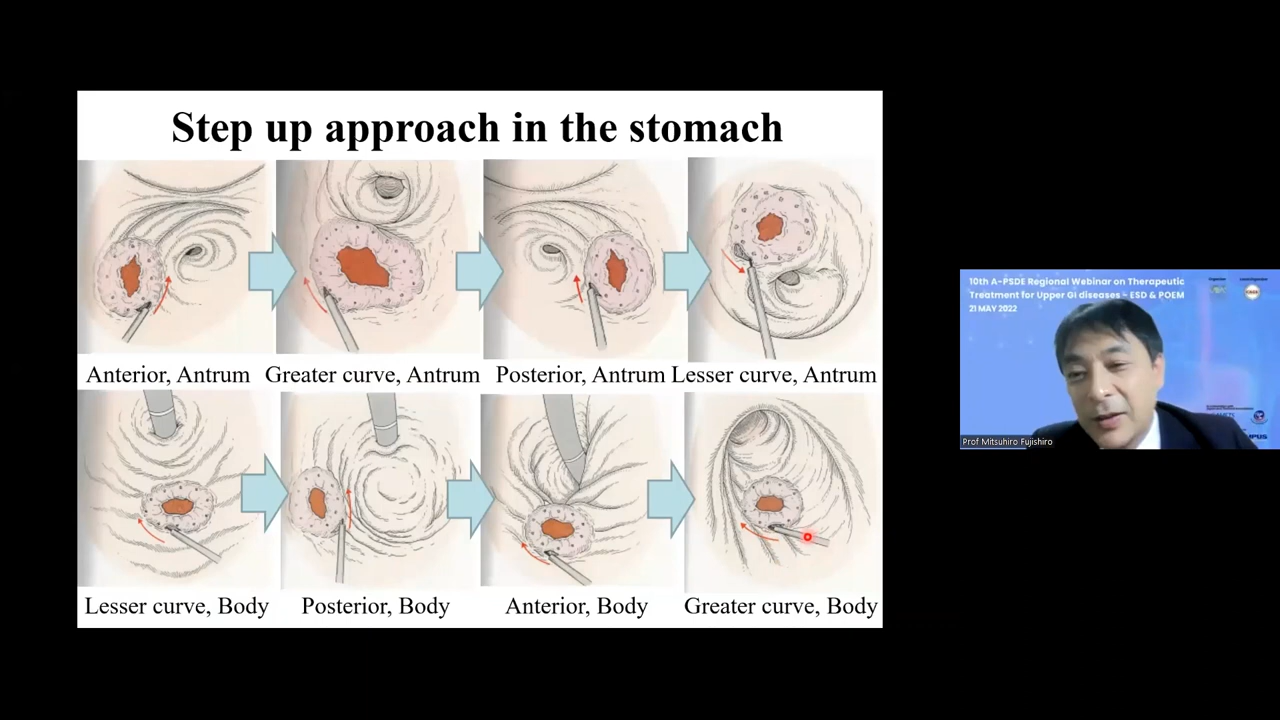 Step up approach in the stomach
Anterior, Antrum
Greater curve, Antrum
Posterior, Antrum
Lesser curve, Antrum
Lesser curve, Body
Posterior, Body
Anterior, Body
Greater curve, Body
10th A-PSDE Regional Webinar on Therapeutic
Treatment for Upper GI diseases - ESD & POEM
21 MAY 2022
Prof Mitsuhiro Fujishiro